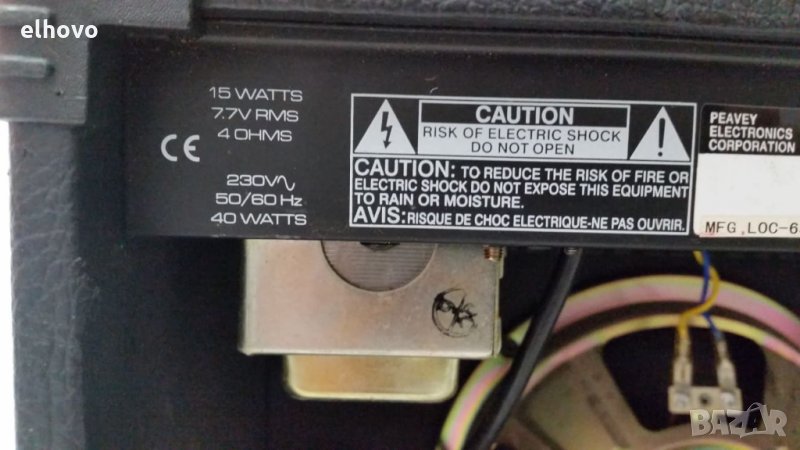 elhovo
15 WATTS
7.7V RMS
4 OHMS
CE
230V∿
50/60 Hz
40 WATTS
CAUTION
RISK OF ELECTRIC SHOCK
DO NOT OPEN
CAUTION: TO REDUCE THE RISK OF FIRE OR
ELECTRIC SHOCK DO NOT EXPOSE THIS EQUIPMENT
TO RAIN OR MOISTURE.
AVIS: RISQUE DE CHOC ELECTRIQUE-NE PAS OUVRIR.
PEAVEY
ELECTRONICS
CORPORATION
MFG.LOC-6
BAZAR